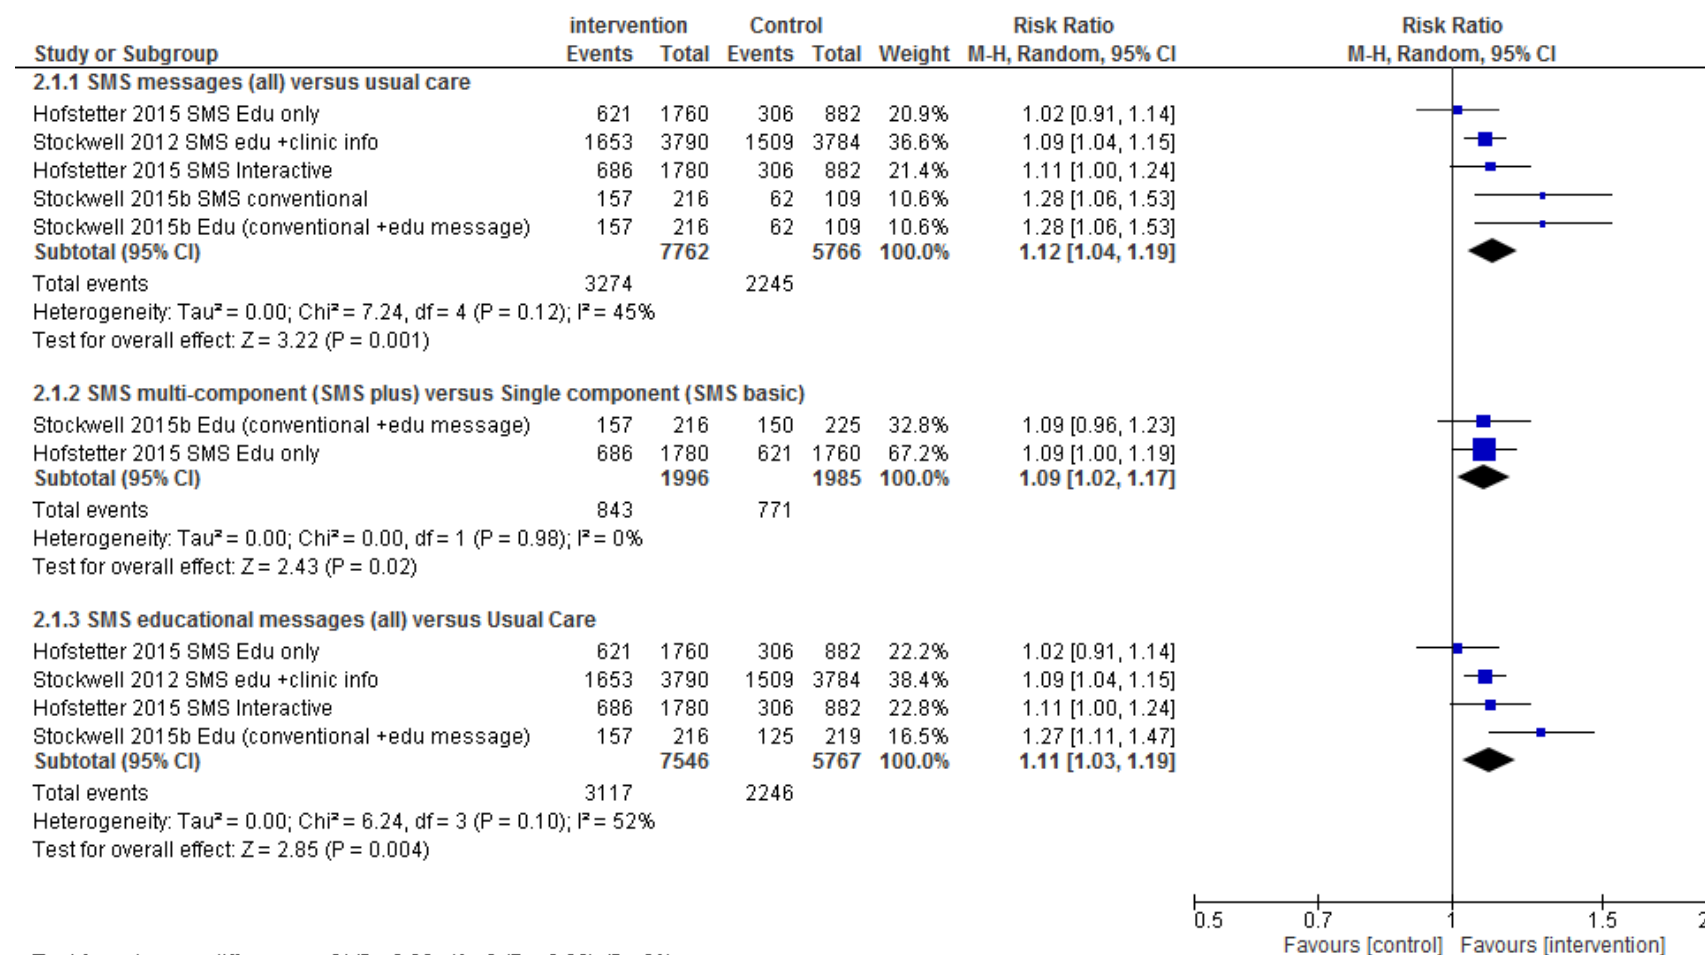 intervention Control Risk Ratio Risk Ratio
Study or Subgroup Events Total Events Total Weight M-H, Random, 95% CI M-H, Random, 95% CI
2.1.1 SMS messages (all) versus usual care
Hofstetter 2015 SMS Edu only 621 1760 306 882 20.9% 1.02 [0.91, 1.14]
Stockwell 2012 SMS edu +clinic info 1653 3790 1509 3784 36.6% 1.09 [1.04, 1.15]
Hofstetter 2015 SMS Interactive 686 1780 306 882 21.4% 1.11 [1.00, 1.24]
Stockwell 2015b SMS conventional 157 216 62 109 10.6% 1.28 [1.06, 1.53]
Stockwell 2015b Edu (conventional +edu message) 157 216 62 109 10.6% 1.28 [1.06, 1.53]
Subtotal (95% CI) 7762 5766 100.0% 1.12 [1.04, 1.19]
Total events 3274 2245
Heterogeneity: Tau² = 0.00; Chi² = 7.24, df = 4 (P = 0.12); I² = 45%
Test for overall effect: Z = 3.22 (P = 0.001)
2.1.2 SMS multi-component (SMS plus) versus Single component (SMS basic)
Stockwell 2015b Edu (conventional +edu message) 157 216 150 225 32.8% 1.09 [0.96, 1.23]
Hofstetter 2015 SMS Edu only 686 1780 621 1760 67.2% 1.09 [1.00, 1.19]
Subtotal (95% CI) 1996 1985 100.0% 1.09 [1.02, 1.17]
Total events 843 771
Heterogeneity: Tau² = 0.00; Chi² = 0.00, df = 1 (P = 0.98); I² = 0%
Test for overall effect: Z = 2.43 (P = 0.02)
2.1.3 SMS educational messages (all) versus Usual Care
Hofstetter 2015 SMS Edu only 621 1760 306 882 22.2% 1.02 [0.91, 1.14]
Stockwell 2012 SMS edu +clinic info 1653 3790 1509 3784 38.4% 1.09 [1.04, 1.15]
Hofstetter 2015 SMS Interactive 686 1780 306 882 22.8% 1.11 [1.00, 1.24]
Stockwell 2015b Edu (conventional +edu message) 157 216 125 219 16.5% 1.27 [1.11, 1.47]
Subtotal (95% CI) 7546 5767 100.0% 1.11 [1.03, 1.19]
Total events 3117 2246
Heterogeneity: Tau² = 0.00; Chi² = 6.24, df = 3 (P = 0.10); I² = 52%
Test for overall effect: Z = 2.85 (P = 0.004)
0.5 0.7 1 1.5 2
Favours [control] Favours [intervention]